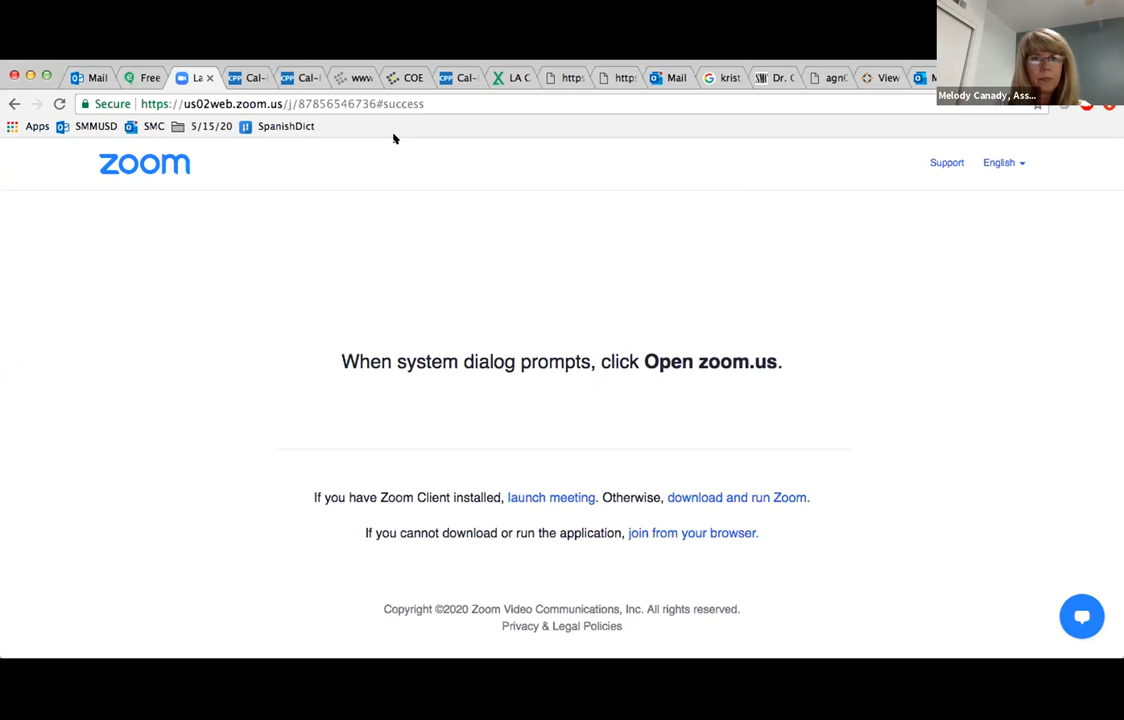 Mail Free La CPP Cal- CPP Cal-I www COE CPP Cal- LA C https http: Mail krist Dr. C View
Melody Canady, Ass...
Secure https://us02web.zoom.us/j/87856546736#success
Apps SMMUSD SMC 5/15/20 SpanishDict
zoom
Support English
When system dialog prompts, click Open zoom.us.
If you have Zoom Client installed, launch meeting. Otherwise, download and run Zoom.
If you cannot download or run the application, join from your browser.
Copyright ©2020 Zoom Video Communications, Inc. All rights reserved.
Privacy & Legal Policies